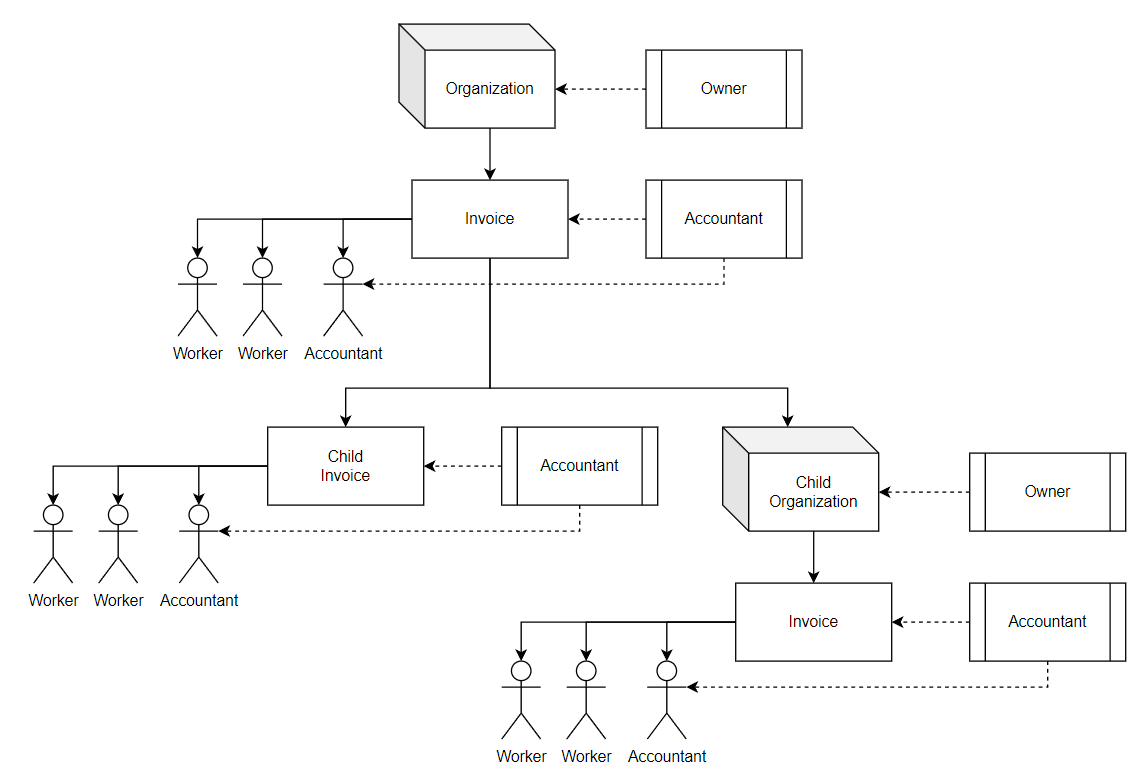 Organization
Owner
Invoice
Accountant
Worker
Worker
Accountant
Child
Invoice
Accountant
Child
Organization
Owner
Worker
Worker
Accountant
Invoice
Accountant
Worker
Worker
Accountant